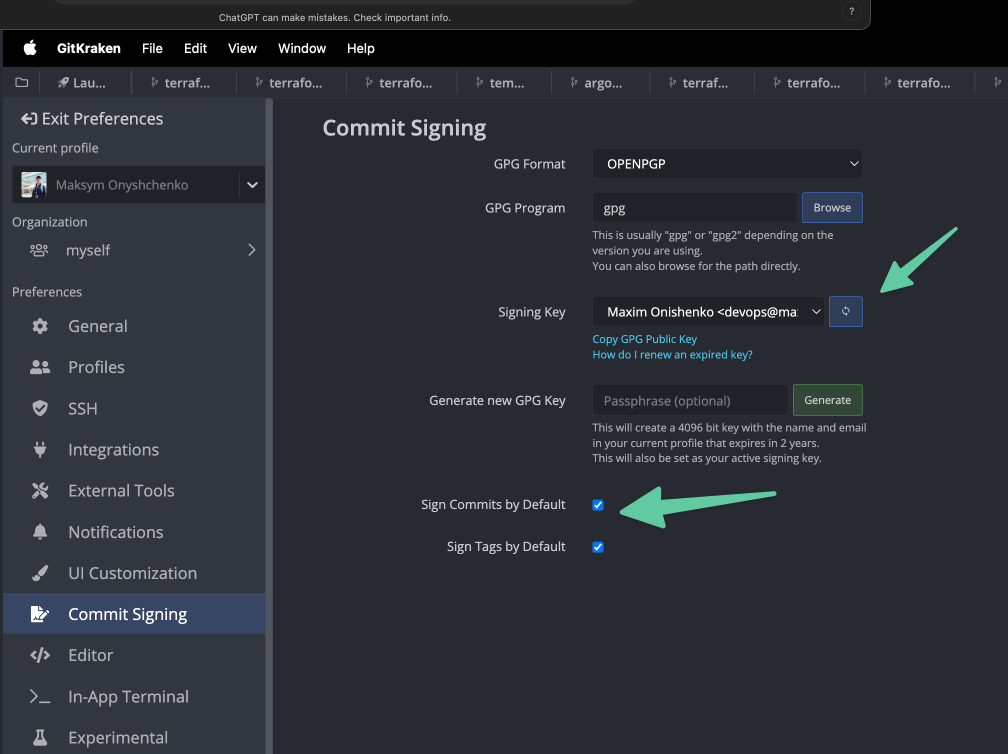 ChatGPT can make mistakes. Check important info.
?
GitKraken File Edit View Window Help
Lau... terraf... terrafo... terrafo... tem... argo... terraf... terrafo... terrafo...
Exit Preferences
Current profile
Maksym Onyshchenko
Organization
myself
Preferences
General
Profiles
SSH
Integrations
External Tools
Notifications
UI Customization
Commit Signing
Editor
In-App Terminal
Experimental
Commit Signing
GPG Format OPENPGP
GPG Program gpg Browse
This is usually "gpg" or "gpg2" depending on the
version you are using.
You can also browse for the path directly.
Signing Key Maxim Onishenko <devops@ma
Copy GPG Public Key
How do I renew an expired key?
Generate new GPG Key Passphrase (optional) Generate
This will create a 4096 bit key with the name and email
in your current profile that expires in 2 years.
This will also be set as your active signing key.
Sign Commits by Default
Sign Tags by Default